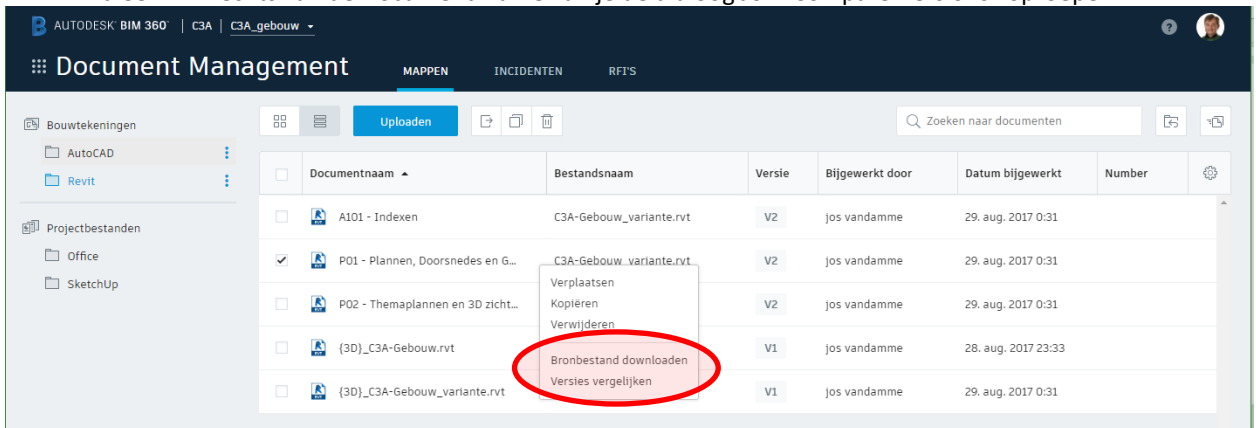 AUTODESK® BIM 360™ | C3A | C3A_gebouw
Document Management MAPPEN INCIDENTEN RFI'S
Bouwtekeningen Uploaden Zoeken naar documenten
AutoCAD
Revit
Documentnaam Bestandsnaam Versie Bijgewerkt door Datum bijgewerkt Number
A101 - Indexen C3A-Gebouw_variante.rvt V2 jos vandamme 29. aug. 2017 0:31
Projectbestanden
Office
SketchUp
P01 - Plannen, Doorsnedes en G... C3A-Gebouw_variante.rvt V2 jos vandamme 29. aug. 2017 0:31
Verplaatsen
Kopiëren
Verwijderen
Bronbestand downloaden
Versies vergelijken
P02 - Themaplannen en 3D zicht... V2 jos vandamme 29. aug. 2017 0:31
{3D}_C3A-Gebouw.rvt V1 jos vandamme 28. aug. 2017 23:33
{3D}_C3A-Gebouw_variante.rvt V1 jos vandamme 29. aug. 2017 0:31